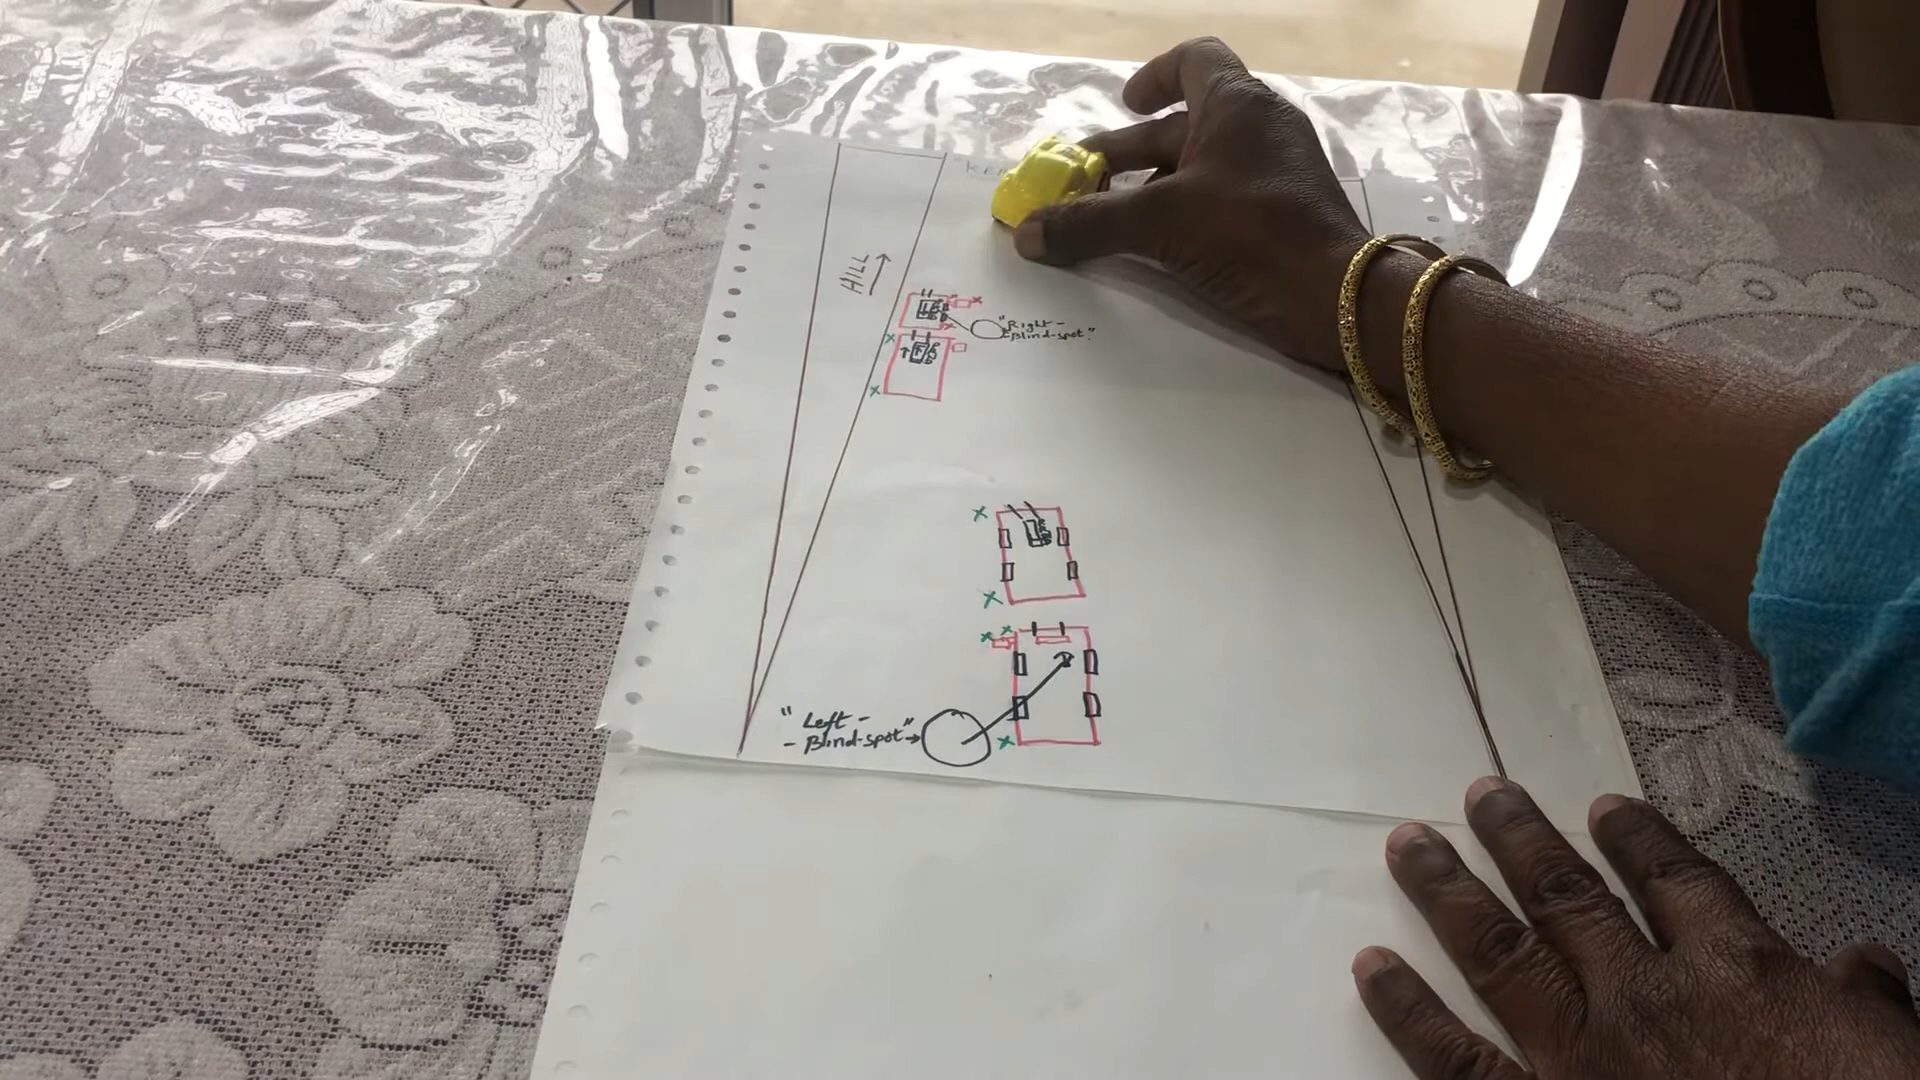 HILL
"Right -
- Blind-spot"
"Left -
- Blind-spot"